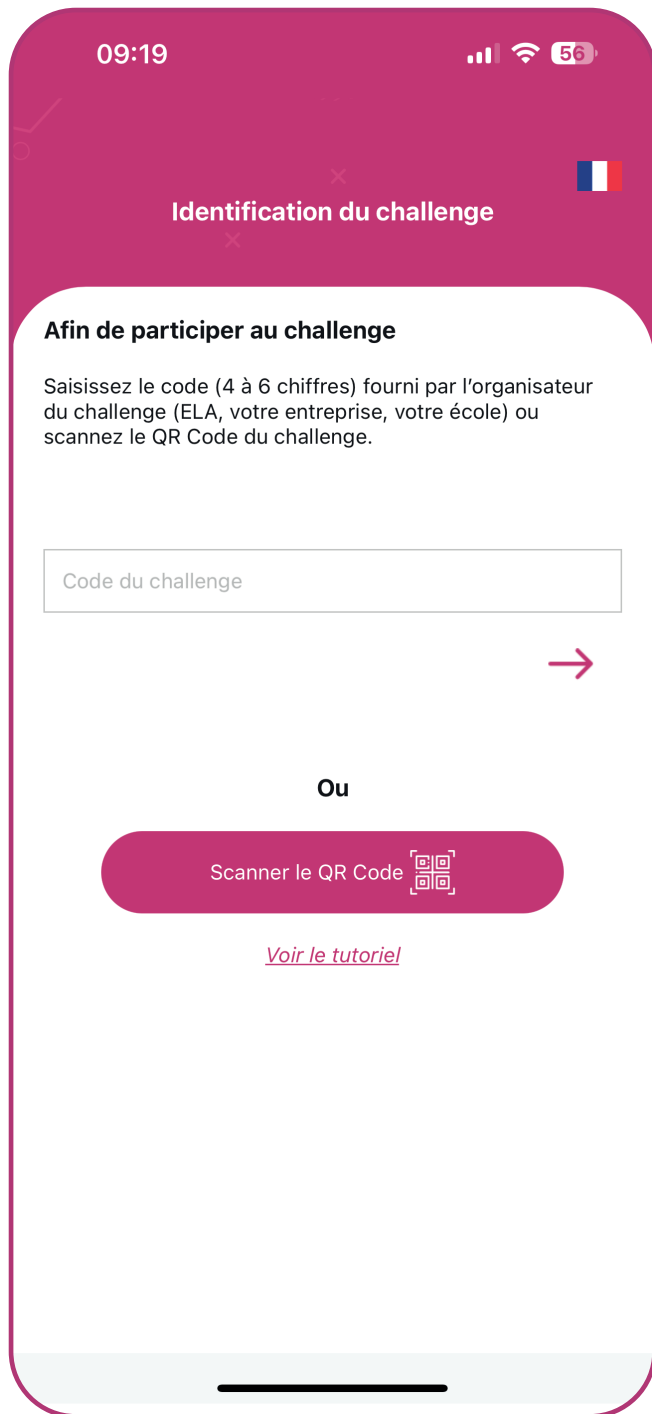 09:19
56
Identification du challenge
Afin de participer au challenge
Saisissez le code (4 à 6 chiffres) fourni par l'organisateur
du challenge (ELA, votre entreprise, votre école) ou
scannez le QR Code du challenge.
Code du challenge
Ou
Scanner le QR Code
Voir le tutoriel